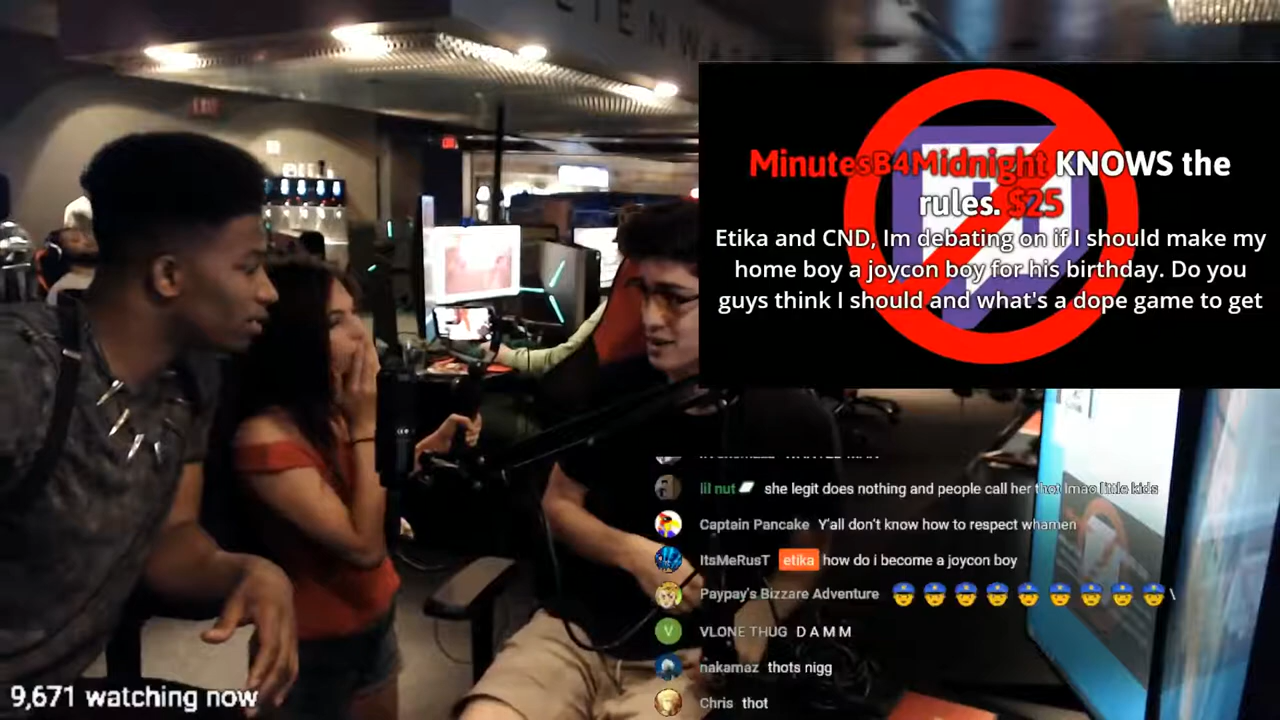 MinutesB4Midnight KNOWS the
rules. $25
Etika and CND, Im debating on if I should make my
home boy a joycon boy for his birthday. Do you
guys think I should and what's a dope game to get
lil nut she legit does nothing and people call her thot lmao little kids
Captain Pancake Y'all don't know how to respect whamen
ItsMeRusT etika how do i become a joycon boy
Paypay's Bizzare Adventure 👮👮👮👮👮👮👮👮👮 \
V VLONE THUG D A M M
nakamaz thots nigg
Chris thot
9,671 watching now